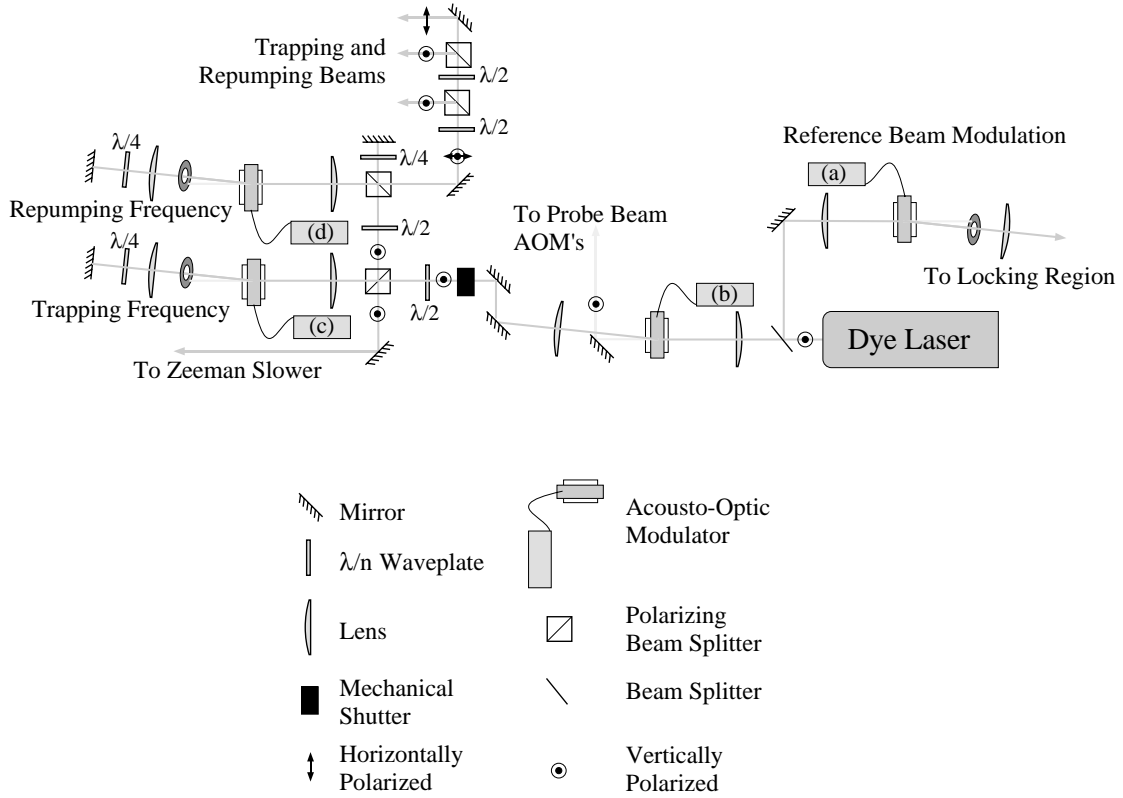 Trapping and
Repumping Beams
λ/2
λ/2
Reference Beam Modulation
(a)
λ/4
λ/4
Repumping Frequency
(d)
λ/2
To Probe Beam
AOM's
λ/4
(b)
To Locking Region
Trapping Frequency
(c)
λ/2
Dye Laser
To Zeeman Slower
Mirror
Acousto-Optic
Modulator
λ/n Waveplate
Lens
Polarizing
Beam Splitter
Mechanical
Shutter
Beam Splitter
Horizontally
Polarized
Vertically
Polarized